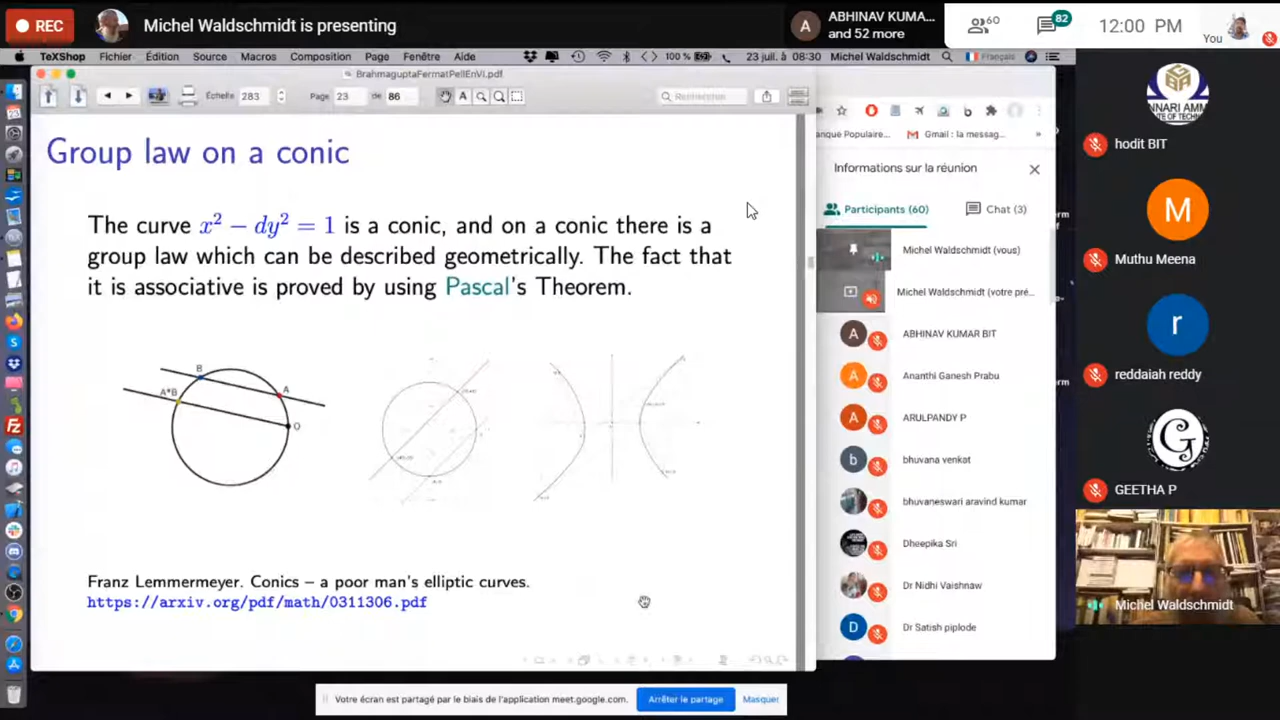 REC
Michel Waldschmidt is presenting
A
ABHINAV KUMA...
and 52 more
60
82
12:00 PM
You
TeXShop Fichier Édition Source Macros Composition Page Fenêtre Aide
100 %
23 juil. à 08:30 Michel Waldschmidt
Français
BrahmaguptaFermatPellEnVI.pdf
Échelle 283
Page 23 de 86
Rechercher
Group law on a conic
The curve x² − dy² = 1 is a conic, and on a conic there is a
group law which can be described geometrically. The fact that
it is associative is proved by using Pascal's Theorem.
B
A
A*B
O
Franz Lemmermeyer. Conics – a poor man's elliptic curves.
https://arxiv.org/pdf/math/0311306.pdf
anque Populaire...
Gmail : la messag...
Informations sur la réunion
Participants (60)
Chat (3)
Michel Waldschmidt (vous)
Michel Waldschmidt (votre pré...
A
ABHINAV KUMAR BIT
A
Ananthi Ganesh Prabu
A
ARULPANDY P
b
bhuvana venkat
bhuvaneswari aravind kumar
Dheepika Sri
Dr Nidhi Vaishnaw
D
Dr Satish piplode
NNARI AMM
hodit BIT
M
Muthu Meena
r
reddaiah reddy
G
GEETHA P
Michel Waldschmidt
Votre écran est partagé par le biais de l'application meet.google.com.
Arrêter le partage
Masquer